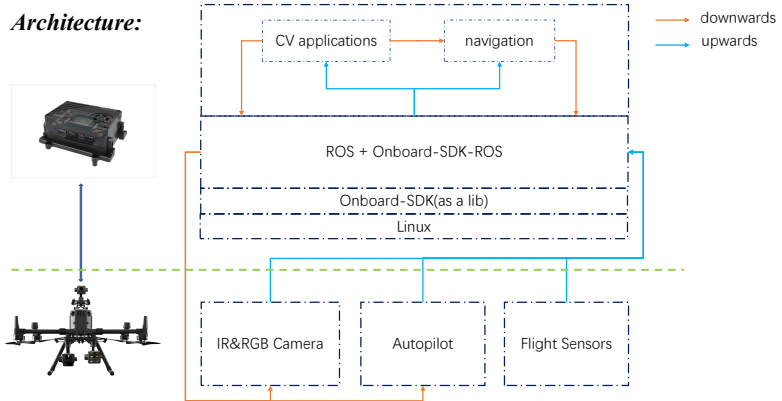 Architecture:
downwards
upwards
CV applications
navigation
ROS + Onboard-SDK-ROS
Onboard-SDK(as a lib)
Linux
IR&RGB Camera
Autopilot
Flight Sensors